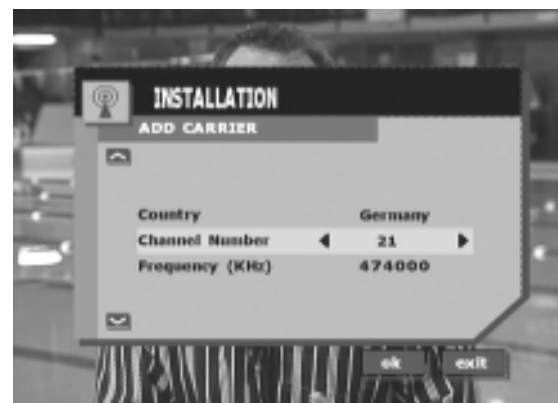 INSTALLATION
ADD CARRIER
Country Germany
Channel Number 21
Frequency (KHz) 474000
ok exit